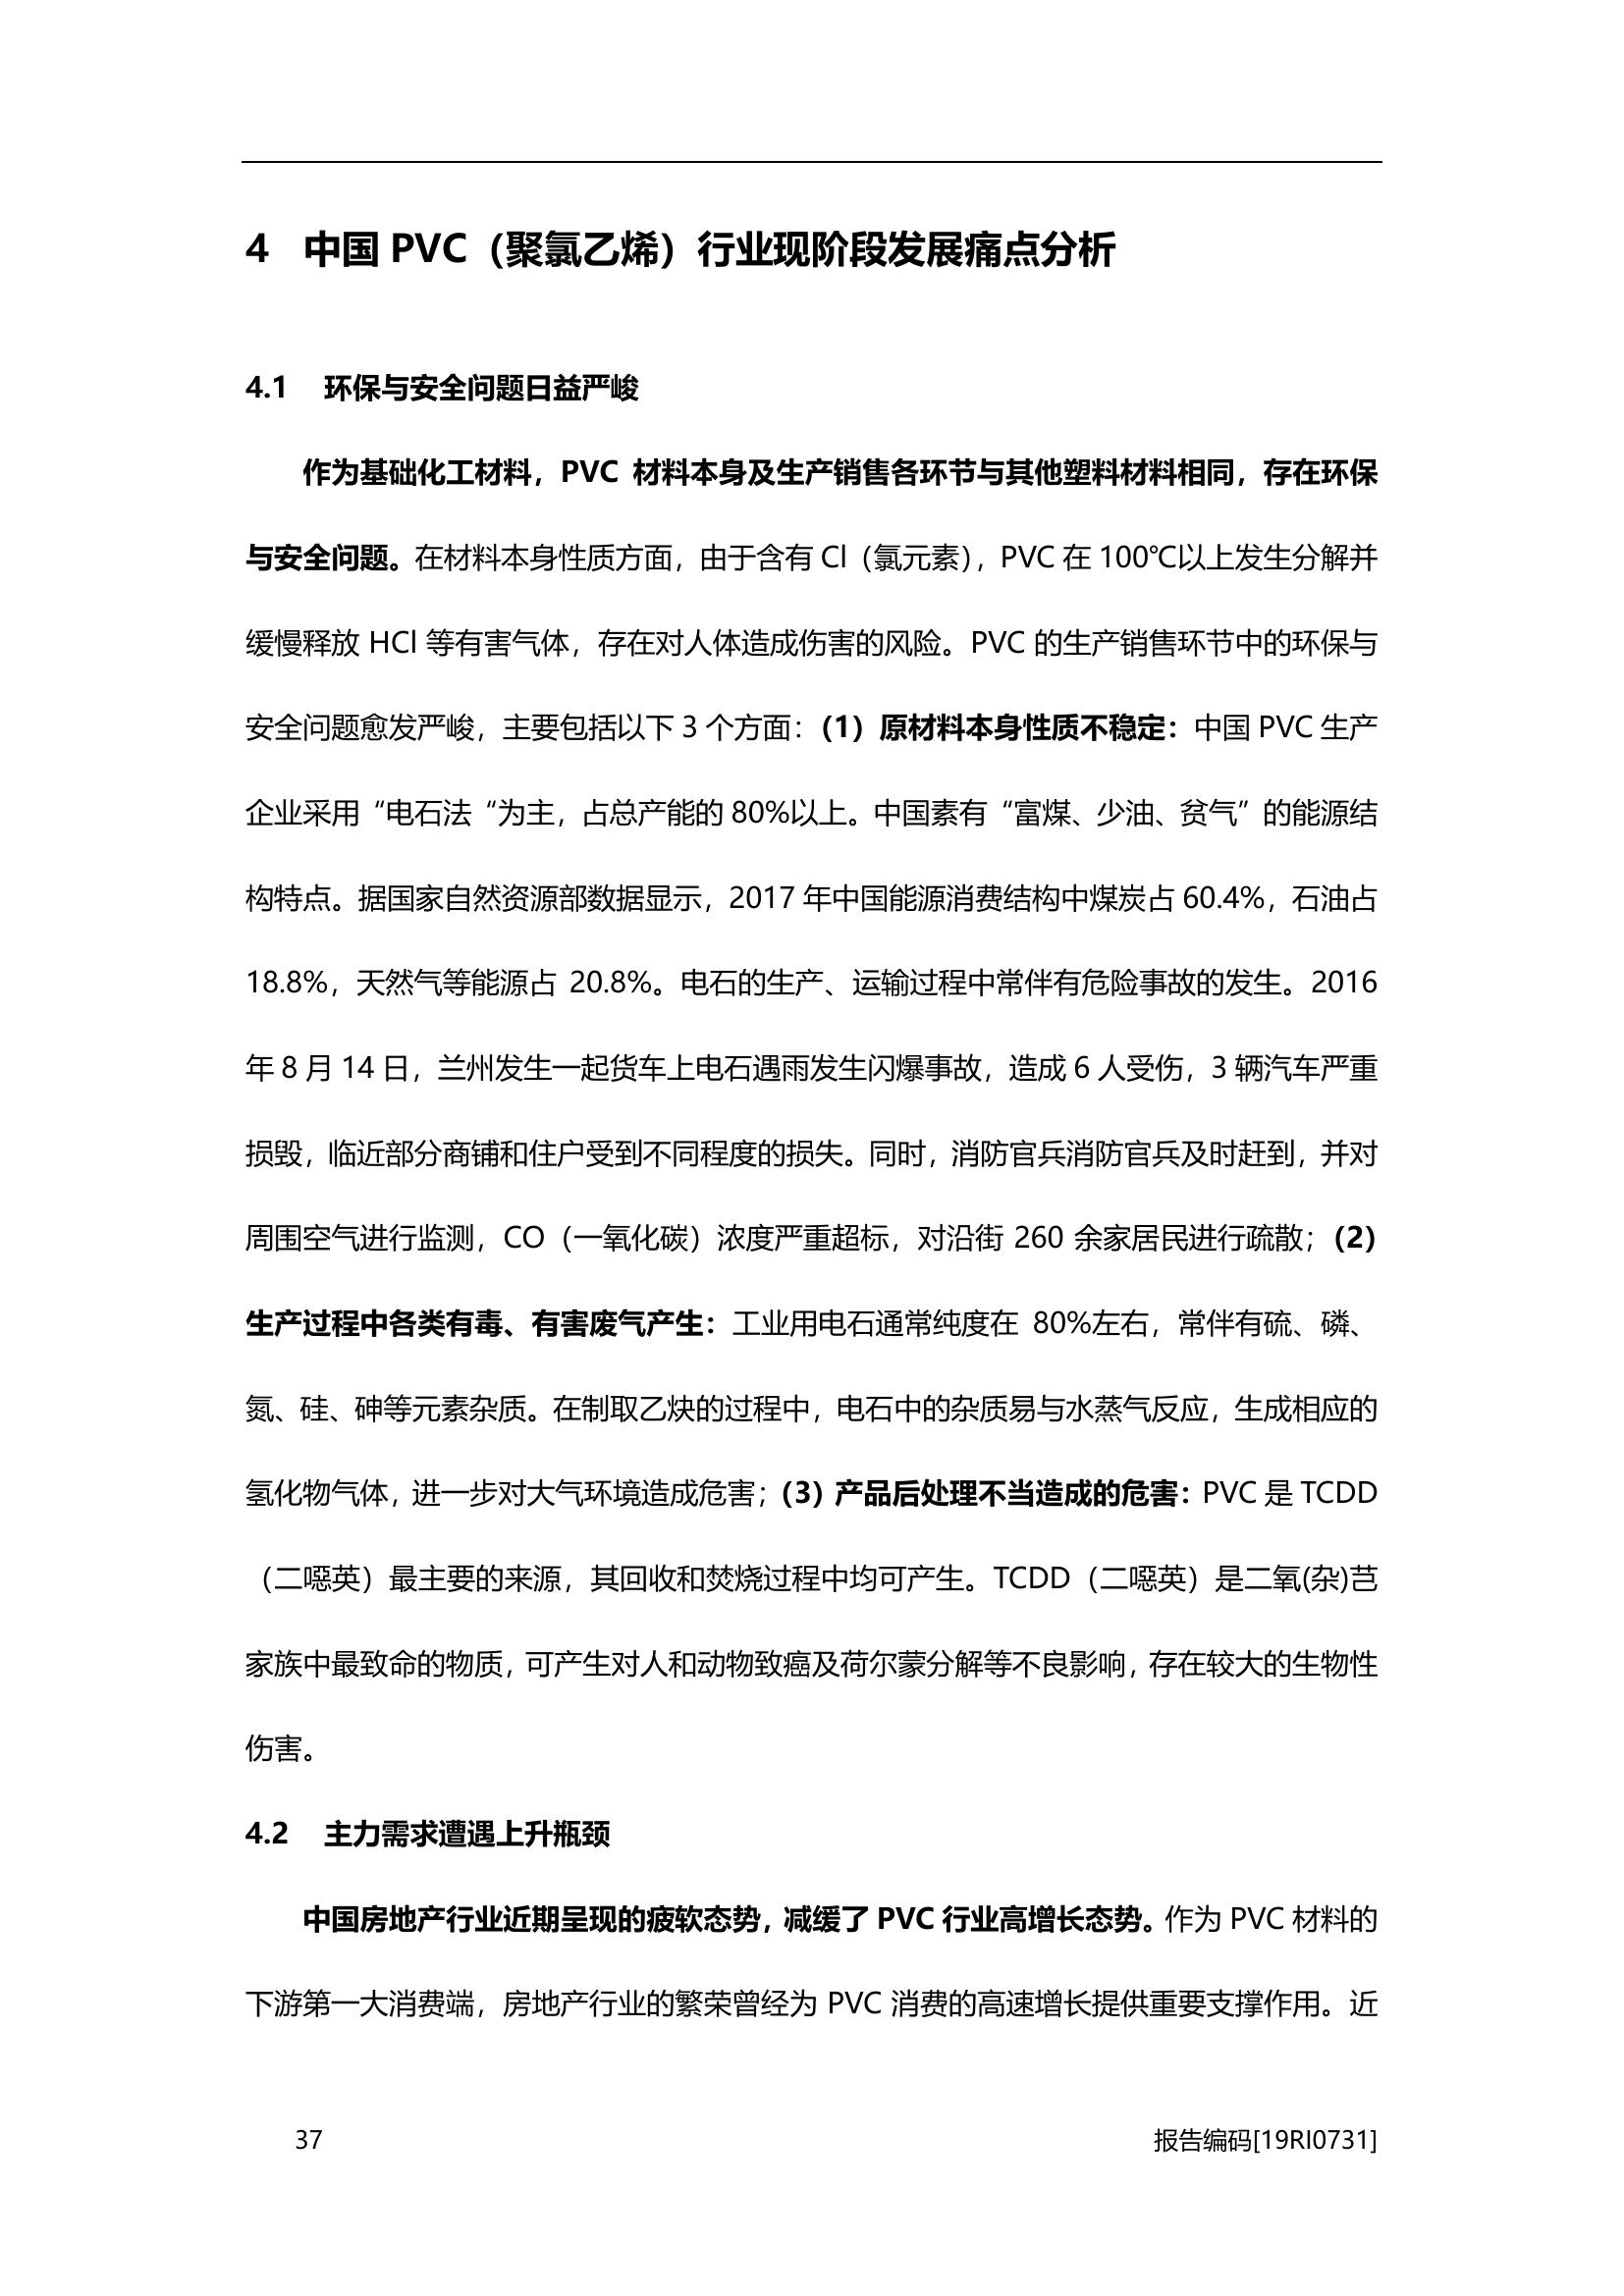 4 中国 PVC（聚氯乙烯）行业现阶段发展痛点分析
4.1 环保与安全问题日益严峻
作为基础化工材料，PVC 材料本身及生产销售各环节与其他塑料材料相同，存在环保
与安全问题。在材料本身性质方面，由于含有 Cl（氯元素），PVC 在 100℃以上发生分解并
缓慢释放 HCl 等有害气体，存在对人体造成伤害的风险。PVC 的生产销售环节中的环保与
安全问题愈发严峻，主要包括以下 3 个方面：（1）原材料本身性质不稳定：中国 PVC 生产
企业采用“电石法“为主，占总产能的 80%以上。中国素有“富煤、少油、贫气”的能源结
构特点。据国家自然资源部数据显示，2017 年中国能源消费结构中煤炭占 60.4%，石油占
18.8%，天然气等能源占 20.8%。电石的生产、运输过程中常伴有危险事故的发生。2016
年 8 月 14 日，兰州发生一起货车上电石遇雨发生闪爆事故，造成 6 人受伤，3 辆汽车严重
损毁，临近部分商铺和住户受到不同程度的损失。同时，消防官兵消防官兵及时赶到，并对
周围空气进行监测，CO（一氧化碳）浓度严重超标，对沿街 260 余家居民进行疏散；（2）
生产过程中各类有毒、有害废气产生：工业用电石通常纯度在 80%左右，常伴有硫、磷、
氮、硅、砷等元素杂质。在制取乙炔的过程中，电石中的杂质易与水蒸气反应，生成相应的
氢化物气体，进一步对大气环境造成危害；（3）产品后处理不当造成的危害：PVC 是 TCDD
（二噁英）最主要的来源，其回收和焚烧过程中均可产生。TCDD（二噁英）是二氧(杂)芑
家族中最致命的物质，可产生对人和动物致癌及荷尔蒙分解等不良影响，存在较大的生物性
伤害。
4.2 主力需求遭遇上升瓶颈
中国房地产行业近期呈现的疲软态势，减缓了 PVC 行业高增长态势。作为 PVC 材料的
下游第一大消费端，房地产行业的繁荣曾经为 PVC 消费的高速增长提供重要支撑作用。近
37 报告编码[19RI0731]